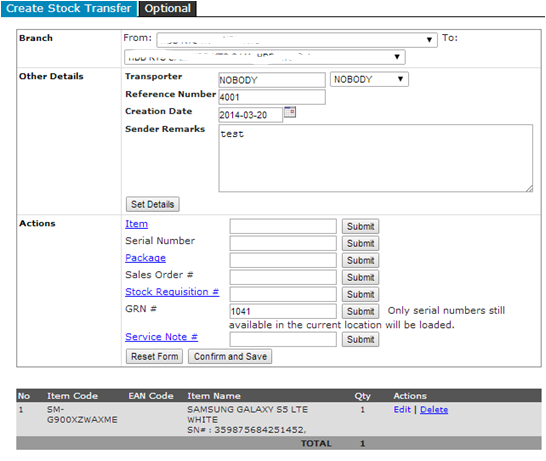 Create Stock Transfer Optional
Branch From: To:
Other Details Transporter NOBODY NOBODY
Reference Number 4001
Creation Date 2014-03-20
Sender Remarks test
Set Details
Actions Item Submit
Serial Number Submit
Package Submit
Sales Order # Submit
Stock Requisition # Submit
GRN # 1041 Submit Only serial numbers still
available in the current location will be loaded.
Service Note # Submit
Reset Form Confirm and Save
No Item Code EAN Code Item Name Qty Actions
1 SM- SAMSUNG GALAXY S5 LTE 1 Edit | Delete
G900XZWAXME WHITE
SN# : 359875684251452,
TOTAL 1